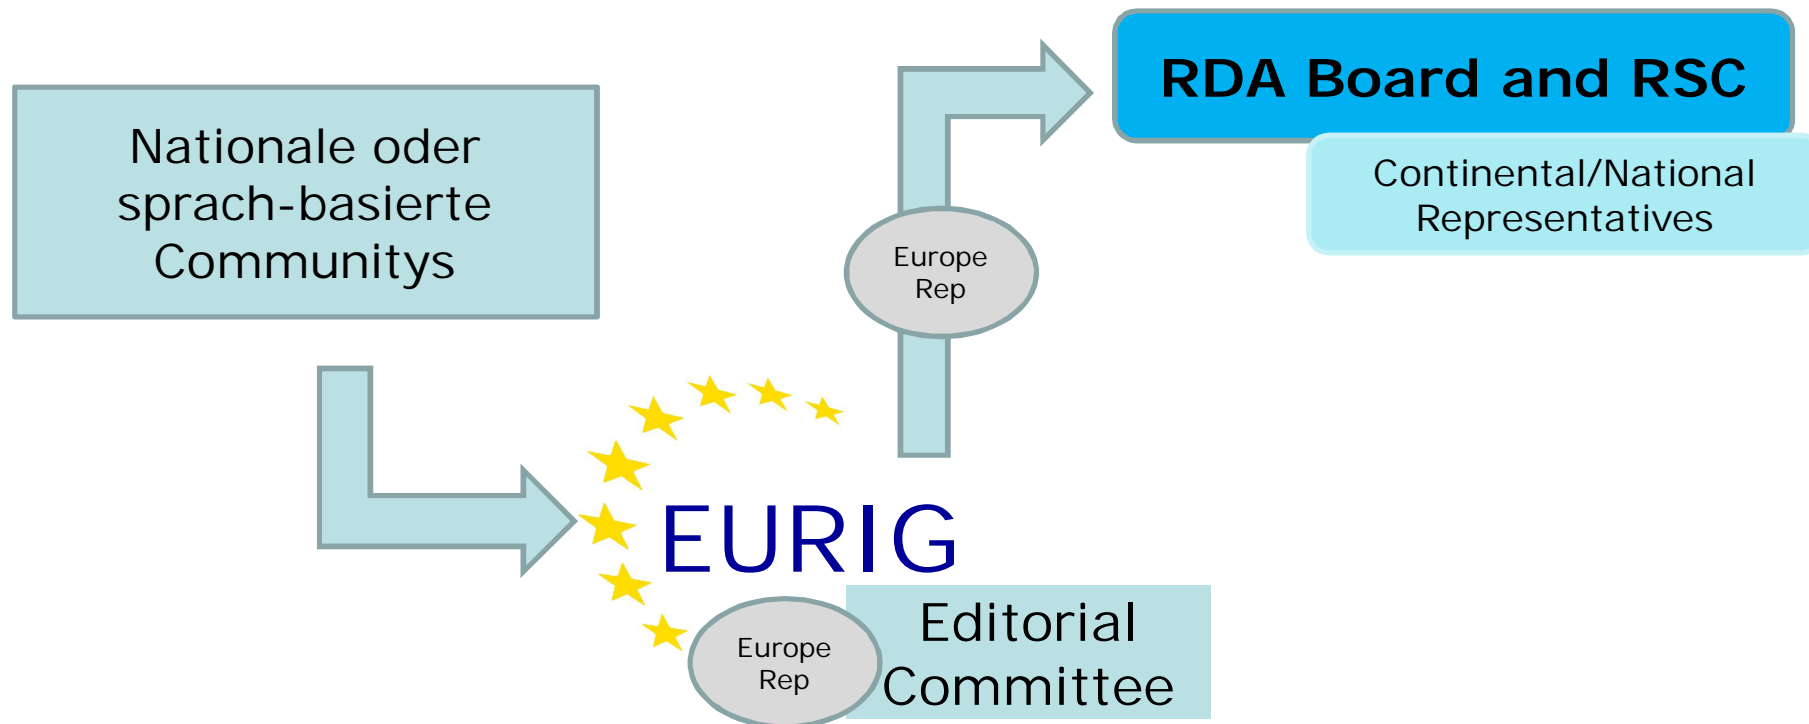 Nationale oder
sprach-basierte
Communitys
RDA Board and RSC
Continental/National
Representatives
Europe
Rep
EURIG
Europe
Rep
Editorial
Committee